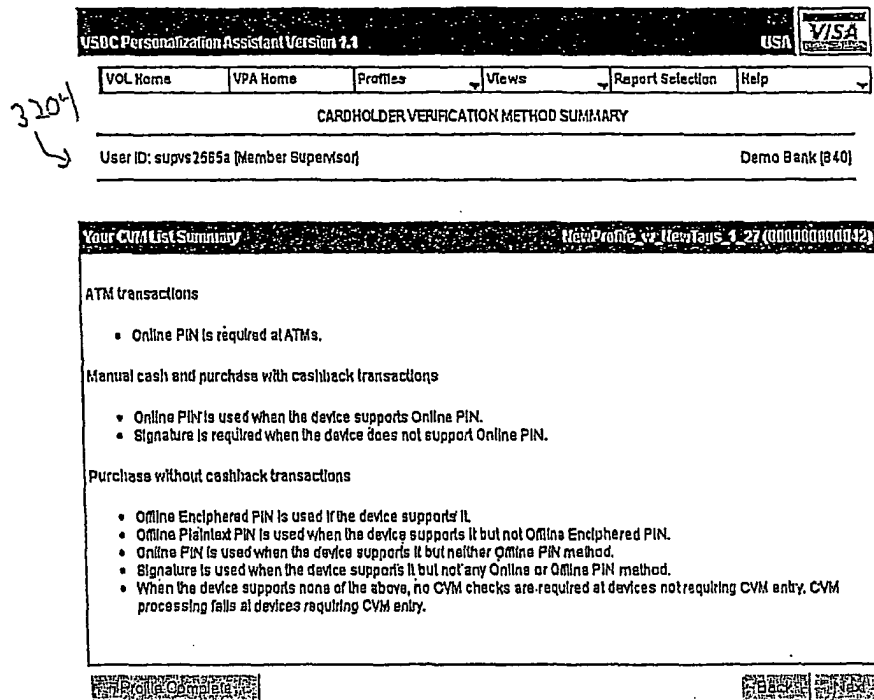 VSDC Personalization Assistant Version 1.1 USA VISA
VOL Home VPA Home Profiles Views Report Selection Help
3204
CARDHOLDER VERIFICATION METHOD SUMMARY
User ID: supvs2565a [Member Supervisor] Demo Bank [840]
Your CVM List Summary NewProfile_vr_NewTags_1_27 (000000000042)
ATM transactions
• Online PIN is required at ATMs.
Manual cash and purchase with cashback transactions
• Online PIN is used when the device supports Online PIN.
• Signature is required when the device does not support Online PIN.
Purchase without cashback transactions
• Offline Enciphered PIN is used if the device supports it.
• Offline Plaintext PIN is used when the device supports it but not Offline Enciphered PIN.
• Online PIN is used when the device supports it but neither Offline PIN method.
• Signature is used when the device supports it but not any Online or Offline PIN method.
• When the device supports none of the above, no CVM checks are required at devices not requiring CVM entry. CVM
processing fails at devices requiring CVM entry.
Profile Complete Back Next